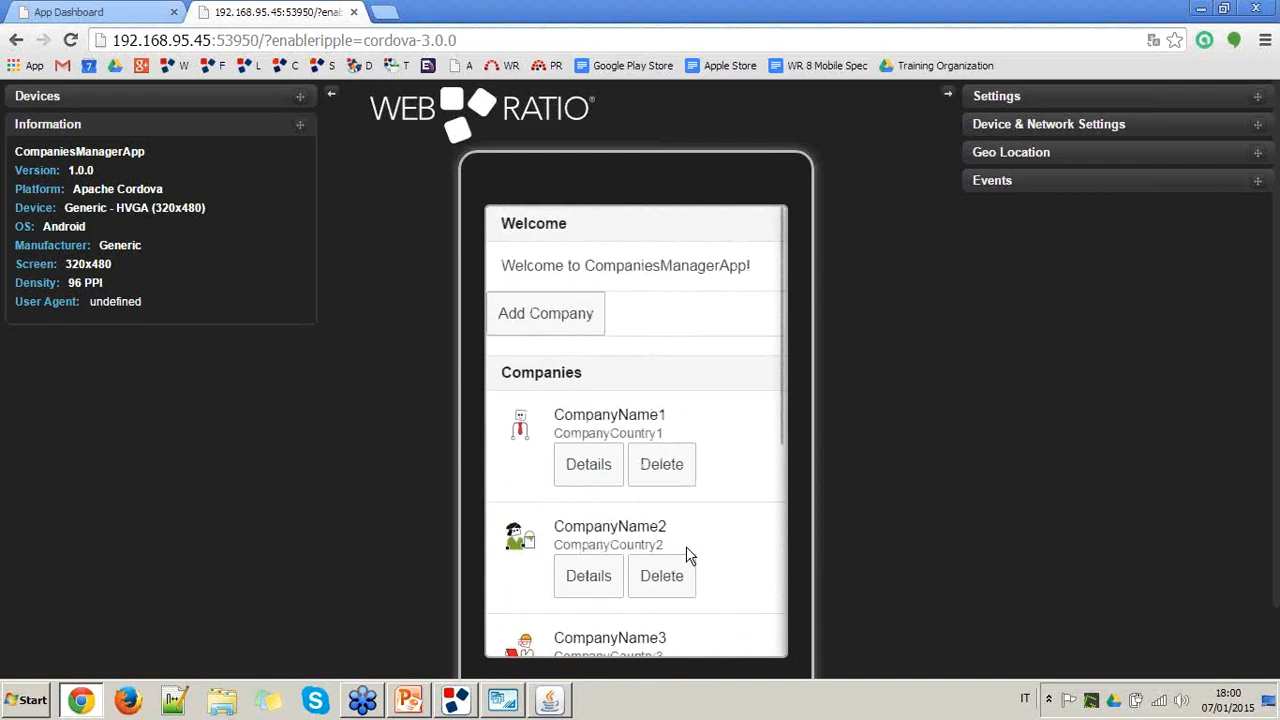 App Dashboard
192.168.95.45:53950/?enab
192.168.95.45:53950/?enableripple=cordova-3.0.0
App W F L C S D T A WR PR Google Play Store Apple Store WR 8 Mobile Spec Training Organization
Devices
Information
CompaniesManagerApp
Version: 1.0.0
Platform: Apache Cordova
Device: Generic - HVGA (320x480)
OS: Android
Manufacturer: Generic
Screen: 320x480
Density: 96 PPI
User Agent: undefined
WEB RATIO®
Welcome
Welcome to CompaniesManagerApp!
Add Company
Companies
CompanyName1
CompanyCountry1
Details Delete
CompanyName2
CompanyCountry2
Details Delete
CompanyName3
CompanyCountry3
Settings
Device & Network Settings
Geo Location
Events
Start
IT
18:00
07/01/2015